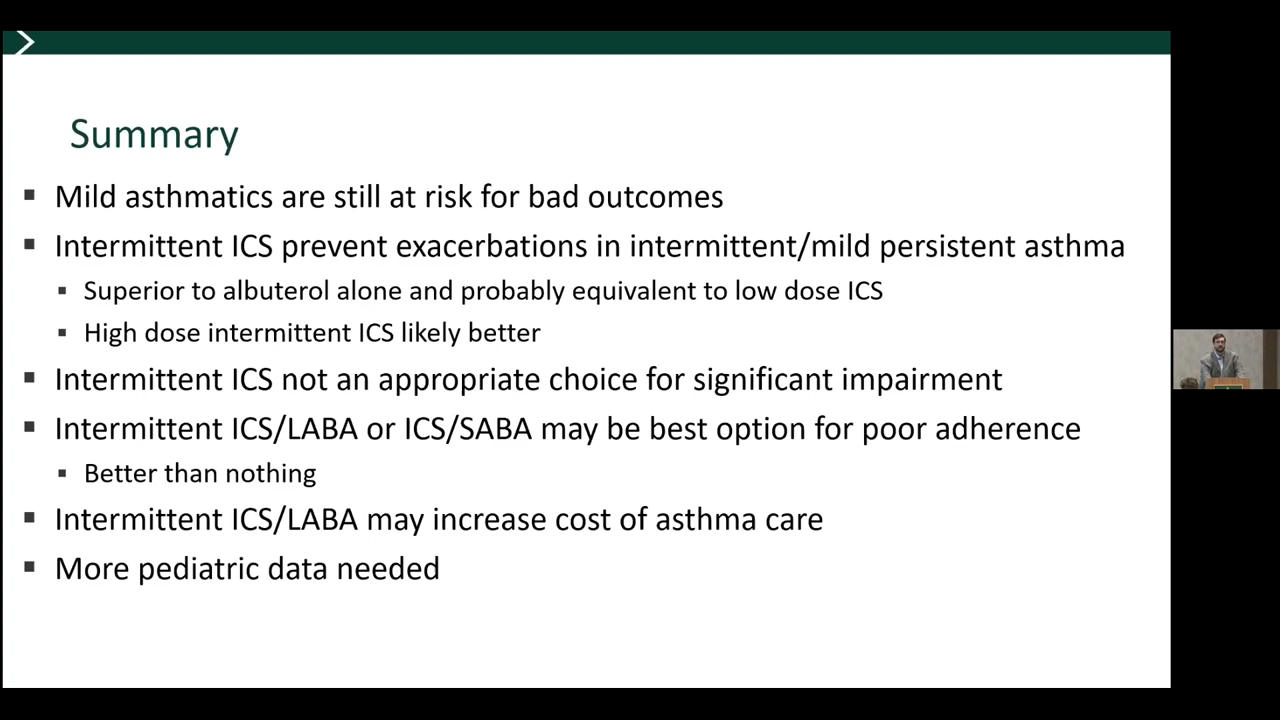 Summary
Mild asthmatics are still at risk for bad outcomes
Intermittent ICS prevent exacerbations in intermittent/mild persistent asthma
Superior to albuterol alone and probably equivalent to low dose ICS
High dose intermittent ICS likely better
Intermittent ICS not an appropriate choice for significant impairment
Intermittent ICS/LABA or ICS/SABA may be best option for poor adherence
Better than nothing
Intermittent ICS/LABA may increase cost of asthma care
More pediatric data needed